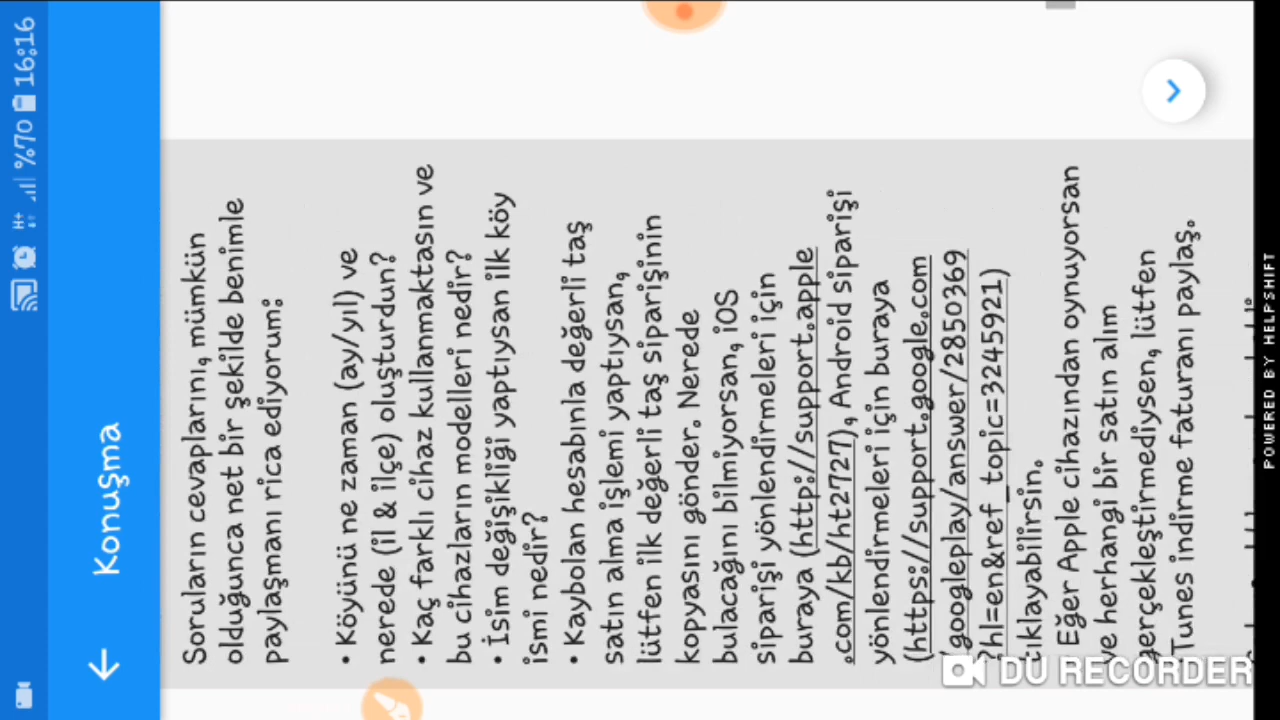 16:16
%70
H+
Konuşma
Soruların cevaplarını, mümkün
olduğunca net bir şekilde benimle
paylaşmanı rica ediyorum:
• Köyünü ne zaman (ay/yıl) ve
nerede (il & ilçe) oluşturdun?
• Kaç farklı cihaz kullanmaktasın ve
bu cihazların modelleri nedir?
• İsim değişikliği yaptıysan ilk köy
ismi nedir?
• Kaybolan hesabınla değerli taş
satın alma işlemi yaptıysan,
lütfen ilk değerli taş siparişinin
kopyasını gönder. Nerede
bulacağını bilmiyorsan, iOS
siparişi yönlendirmeleri için
buraya (http://support.apple
.com/kb/ht2727), Android siparişi
yönlendirmeleri için buraya
(https://support.google.com
/googleplay/answer/2850369
?hl=en&ref_topic=3245921)
tıklayabilirsin.
• Eğer Apple cihazından oynuyorsan
ve herhangi bir satın alım
gerçekleştirmediysen, lütfen
iTunes indirme faturanı paylaş.
POWERED BY HELPSHIFT
DU RECORDER